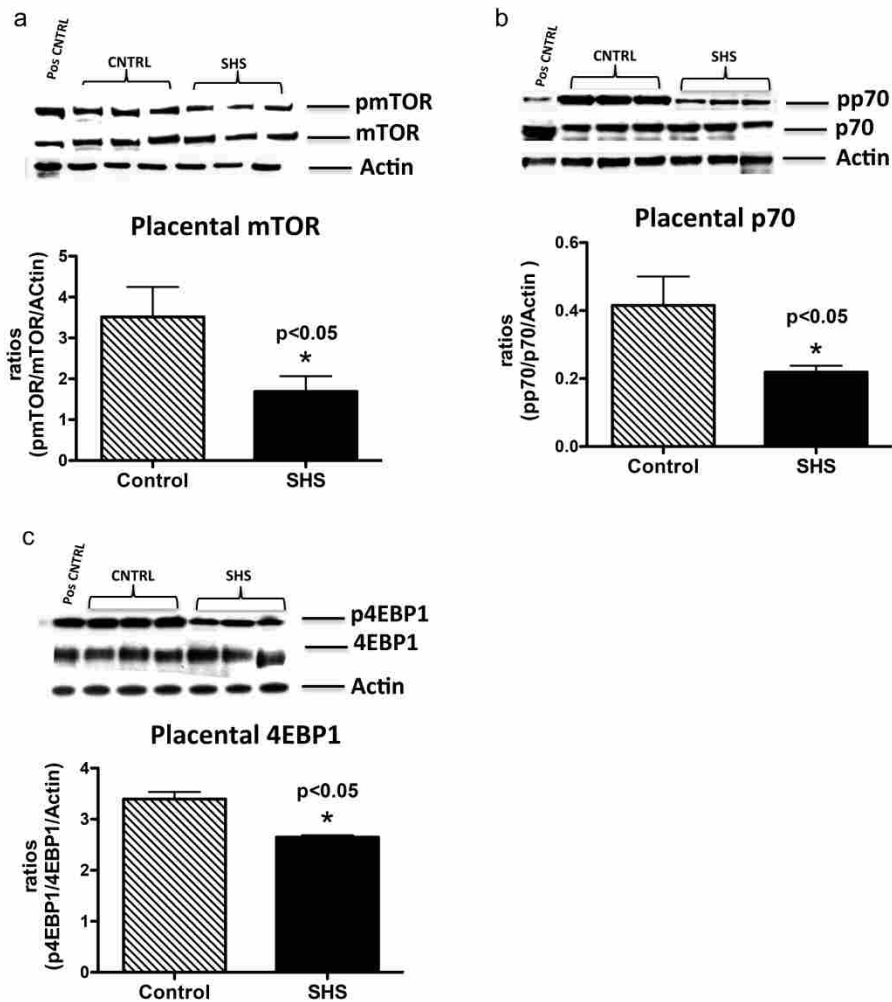 a
Pos CNTRL
CNTRL
SHS
pmTOR
mTOR
Actin
Placental mTOR
ratios
(pmTOR/mTOR/ACtin)
5
4
3
2
1
0
p<0.05
*
Control
SHS
b
Pos CNTRL
CNTRL
SHS
pp70
p70
Actin
Placental p70
ratios
(pp70/p70/Actin )
0.6
0.4
0.2
0.0
p<0.05
*
Control
SHS
c
Pos CNTRL
CNTRL
SHS
p4EBP1
4EBP1
Actin
Placental 4EBP1
ratios
(p4EBP1/4EBP1/Actin)
4
3
2
1
0
p<0.05
*
Control
SHS